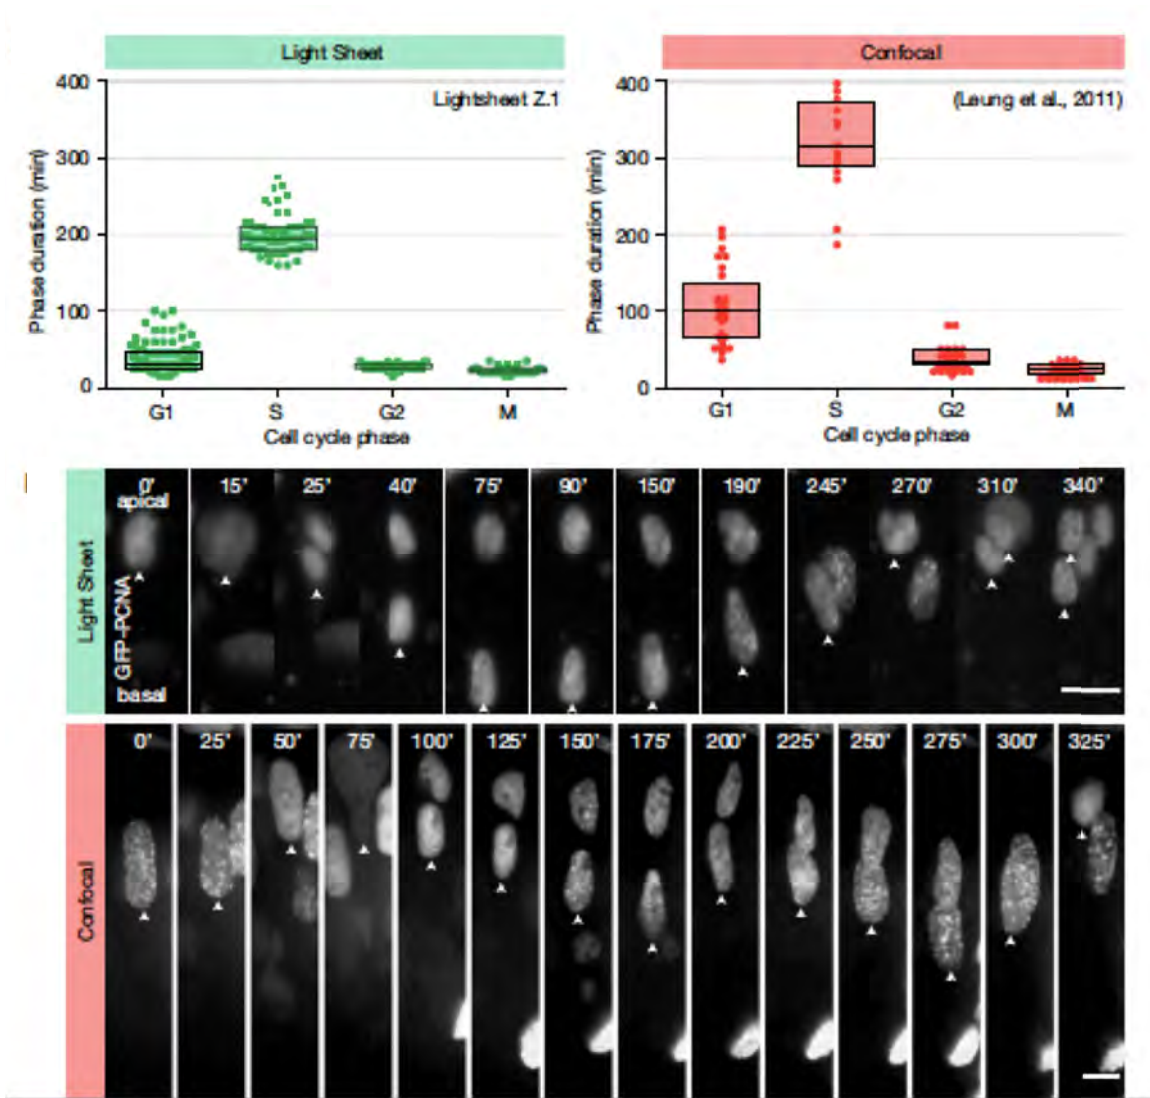 Light Sheet
Lightsheet Z.1
Phase duration (min)
400
300
200
100
0
G1 S G2 M
Cell cycle phase
Confocal
(Leung et al., 2011)
Phase duration (min)
400
300
200
100
0
G1 S G2 M
Cell cycle phase
Light Sheet
0' 15' 25' 40' 75' 90' 150' 190' 245' 270' 310' 340'
apical
GFP-PCNA
basal
Confocal
0' 25' 50' 75' 100' 125' 150' 175' 200' 225' 250' 275' 300' 325'